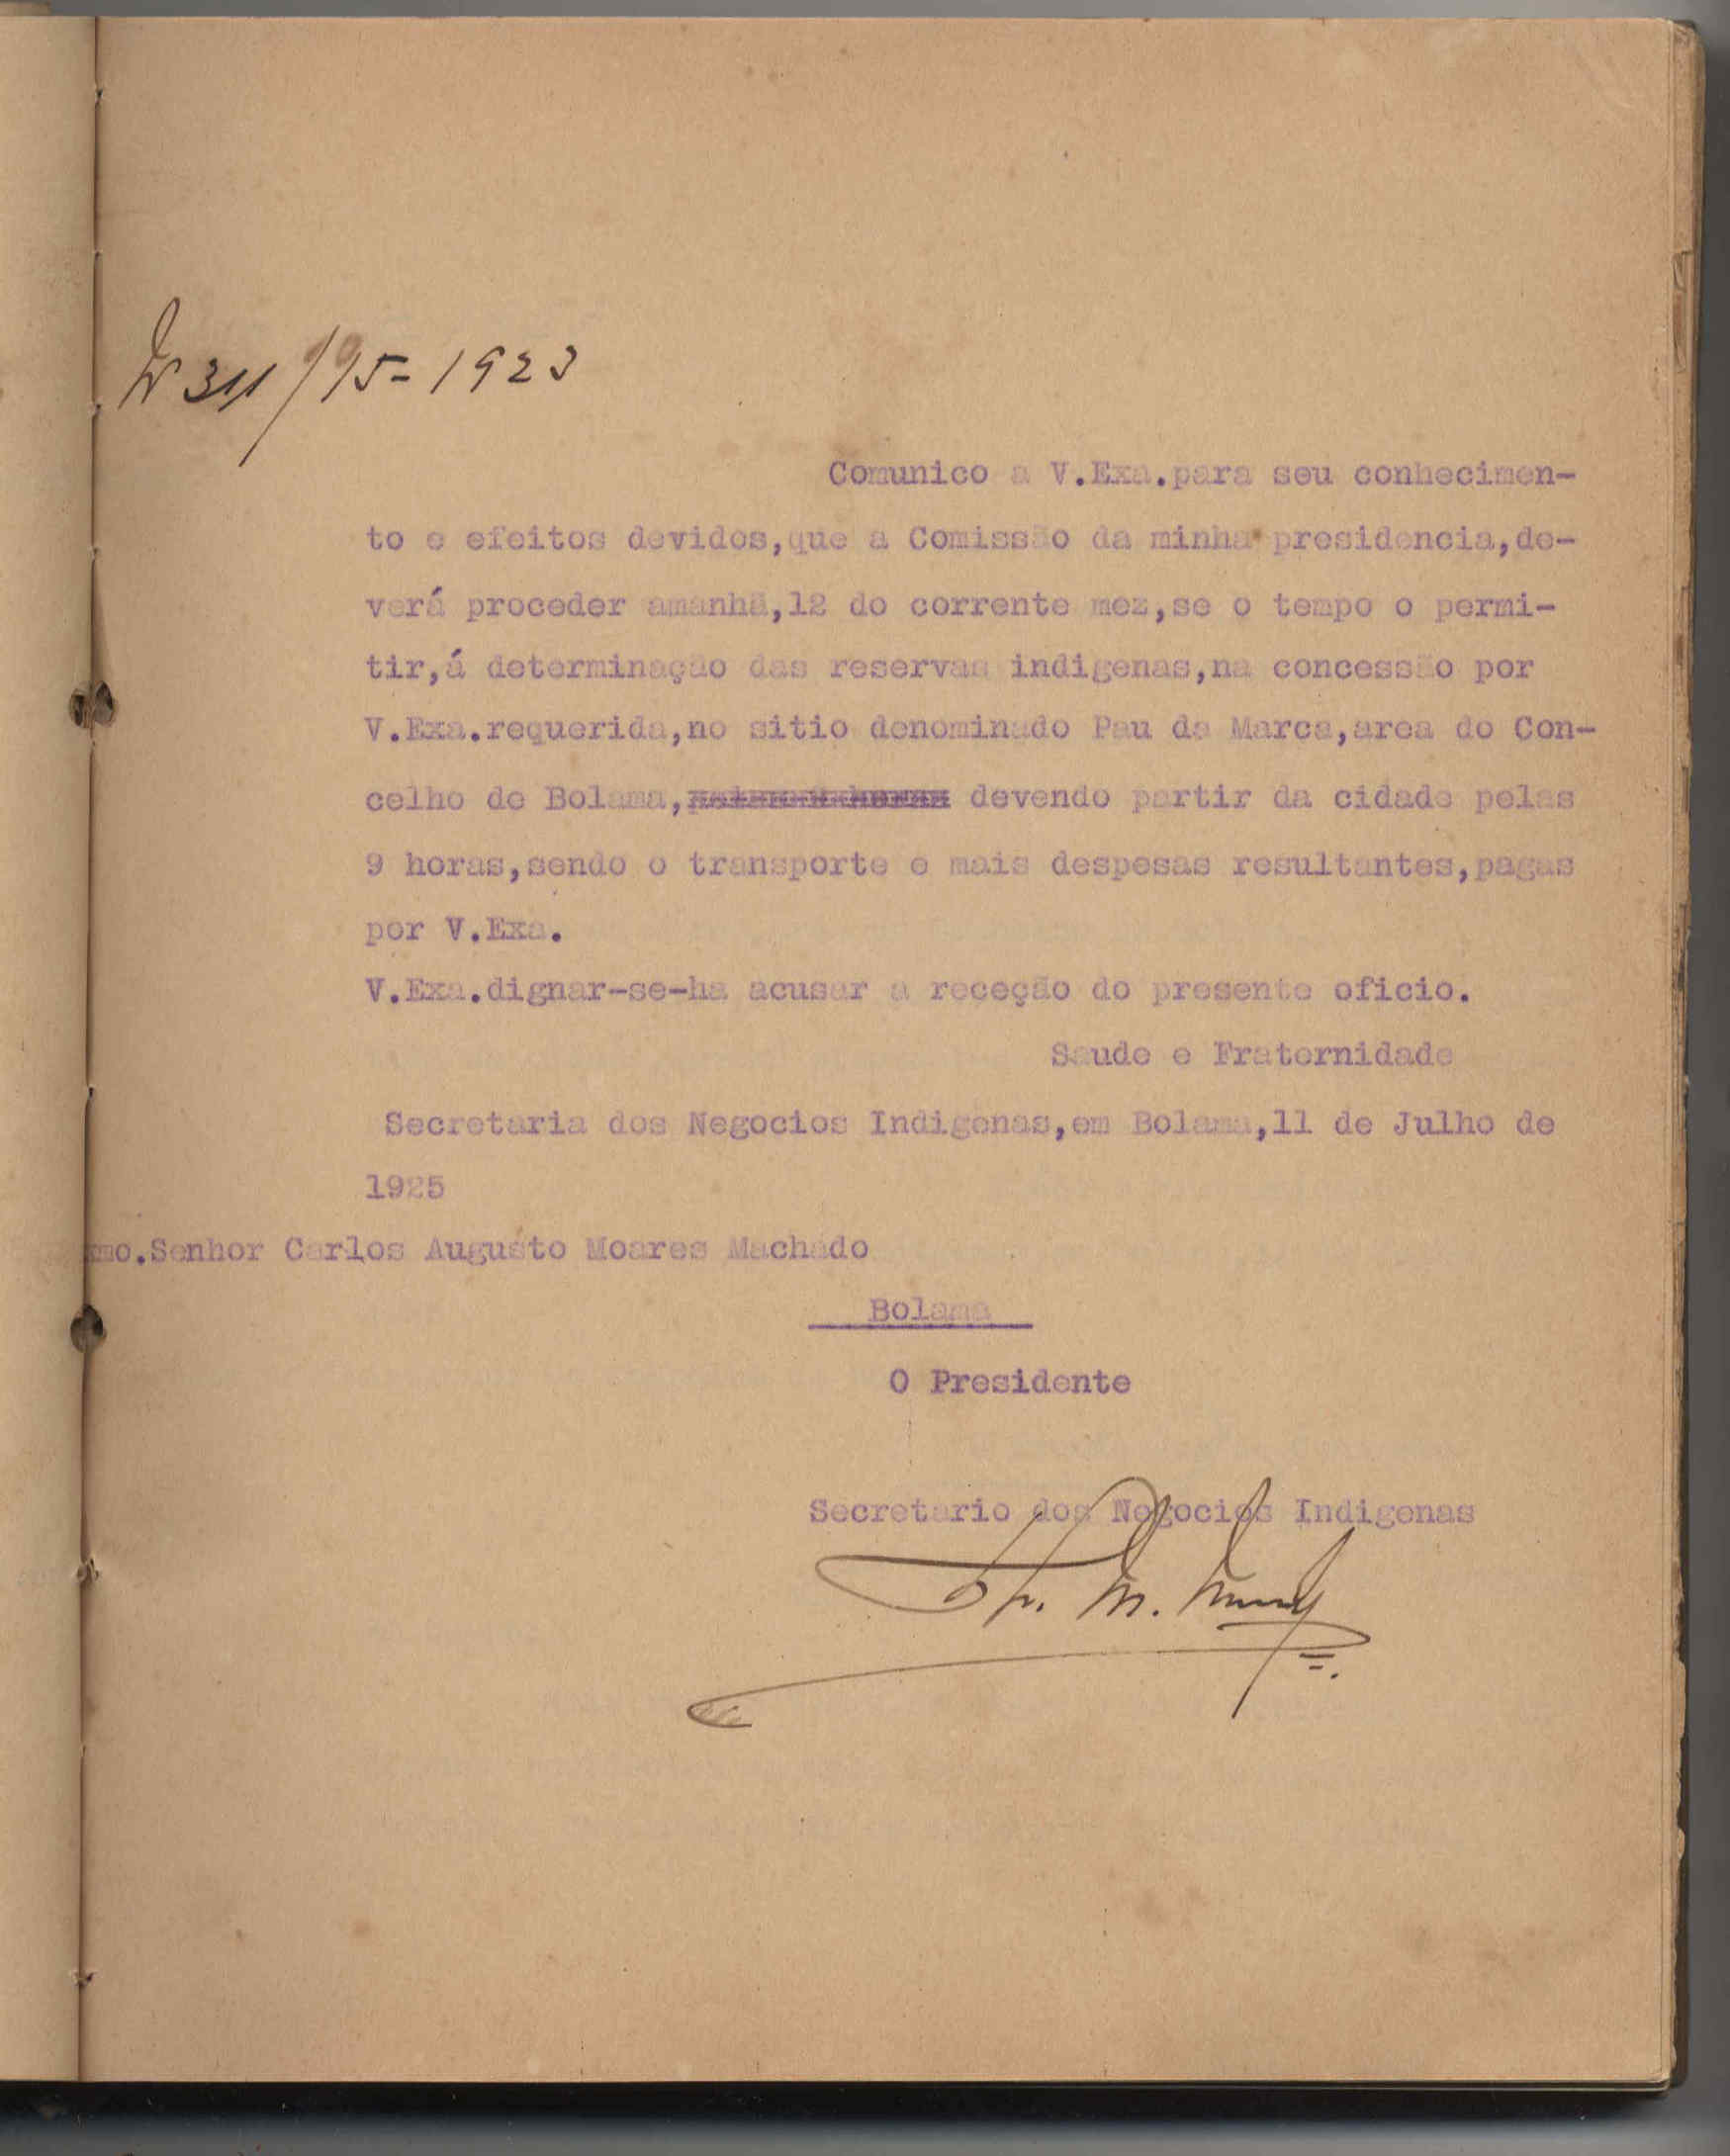 311/95-1923
Comunico a V.Exa.para seu conhecimen-
to e efeitos devidos,que a Comissão da minha presidencia,de-
verá proceder amanhã,12 do corrente mez,se o tempo o permi-
tir,á determinação das reservas indigenas,na concessão por
V.Exa.requerida,no sitio denominado Pau da Marca,area do Con-
celho de Bolama, devendo partir da cidade pelas
9 horas,sendo o transporte e mais despesas resultantes,pagas
por V.Exa.
V.Exa.dignar-se-ha acusar a receção do presente oficio.
Saude e Fraternidade
Secretaria dos Negocios Indigenas,em Bolama,11 de Julho de
1925
mo.Senhor Carlos Augusto Moares Machado
Bolama
O Presidente
Secretario dos Negocios Indigenas